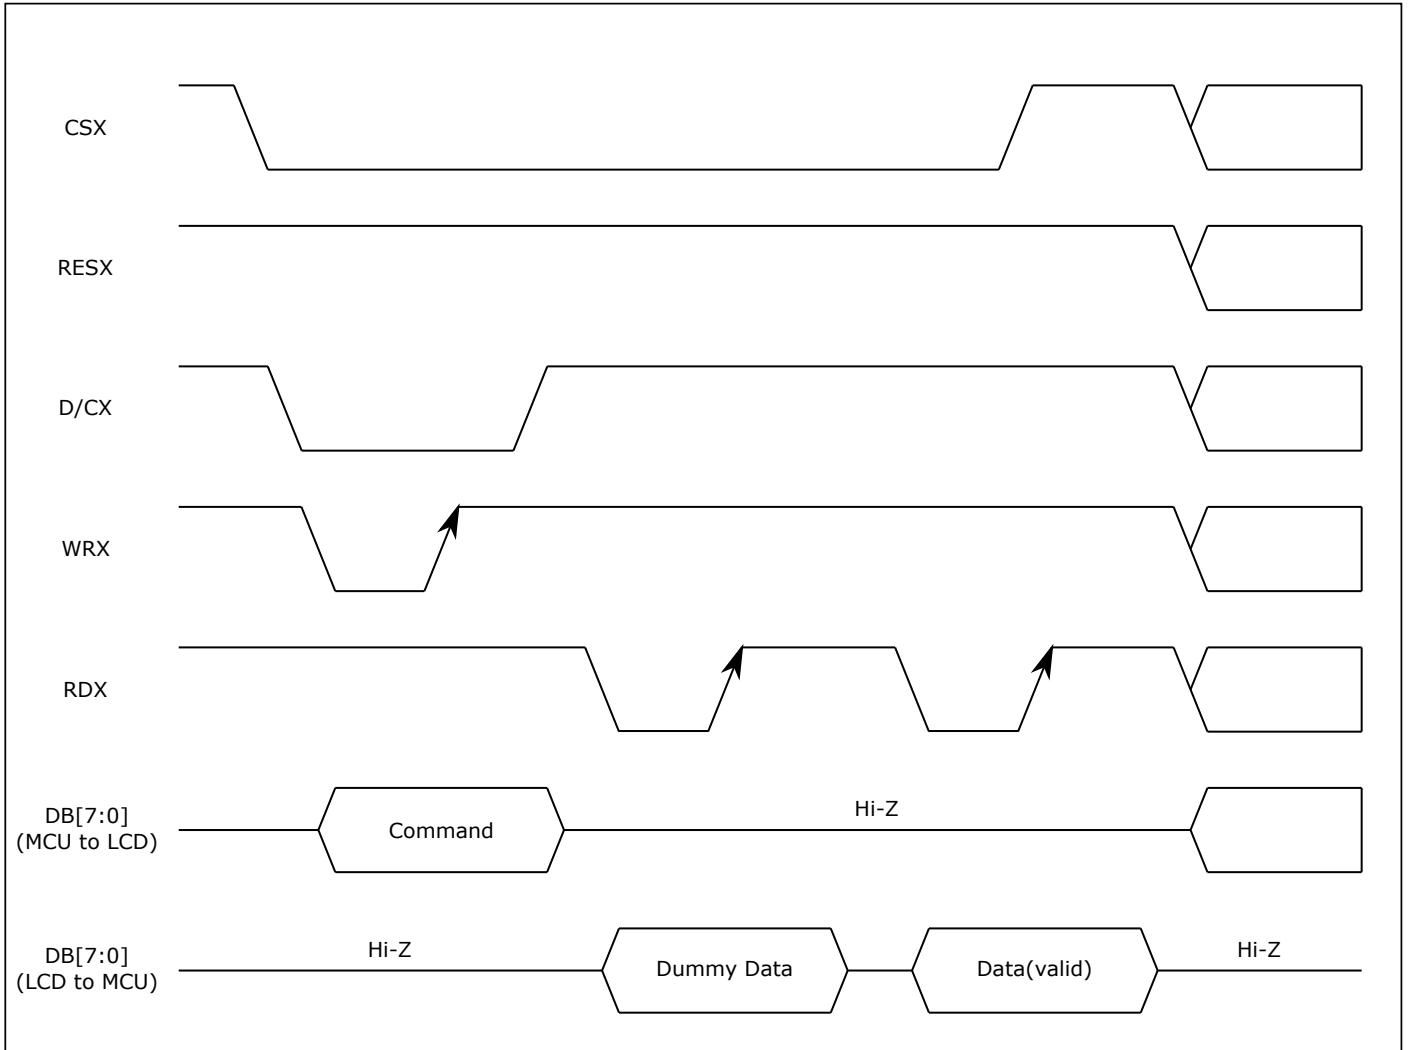 CSX
RESX
D/CX
WRX
RDX
DB[7:0]
(MCU to LCD)
Command
Hi-Z
DB[7:0]
(LCD to MCU)
Hi-Z
Dummy Data
Data(valid)
Hi-Z